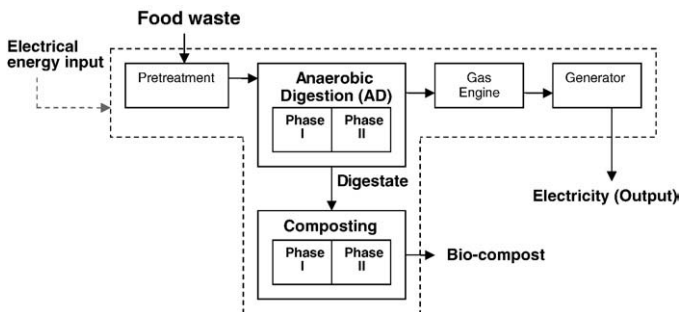 Food waste
Electrical
energy input
Pretreatment
Anaerobic
Digestion (AD)
Phase
I
Phase
II
Gas
Engine
Generator
Digestate
Electricity (Output)
Composting
Phase
I
Phase
II
Bio-compost